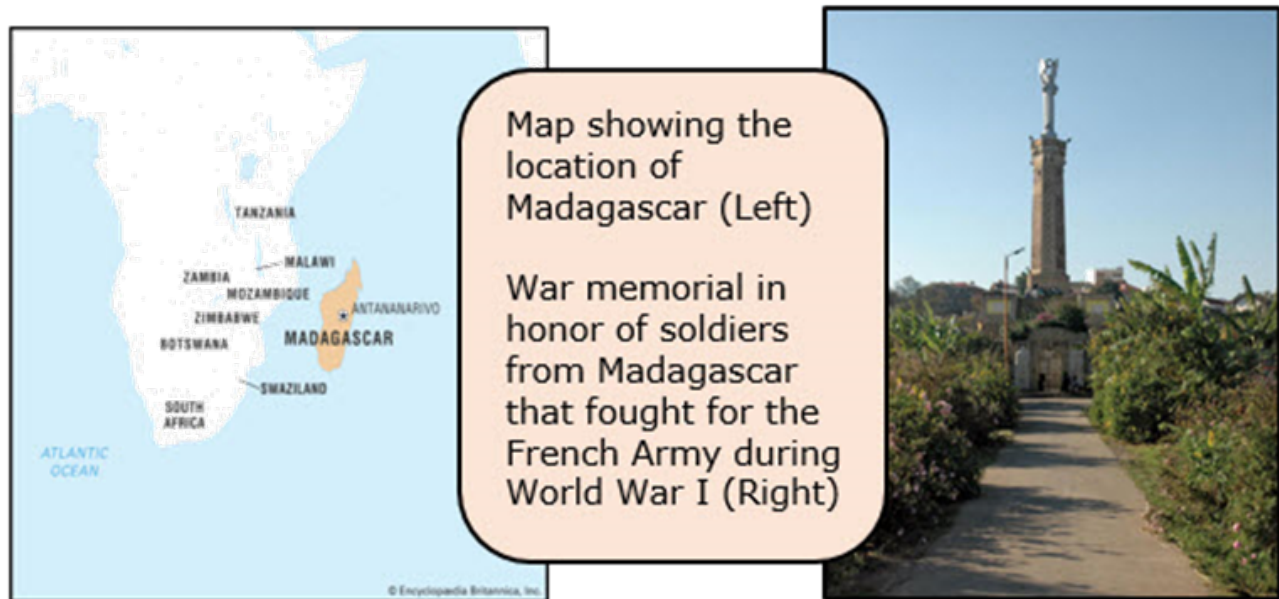 TANZANIA
MALAWI
ZAMBIA
MOZAMBIQUE
ZIMBABWE
ANTANANARIVO
MADAGASCAR
BOTSWANA
SWAZILAND
SOUTH
AFRICA
ATLANTIC
OCEAN
© Encyclopædia Britannica, Inc.
Map showing the
location of
Madagascar (Left)
War memorial in
honor of soldiers
from Madagascar
that fought for the
French Army during
World War I (Right)